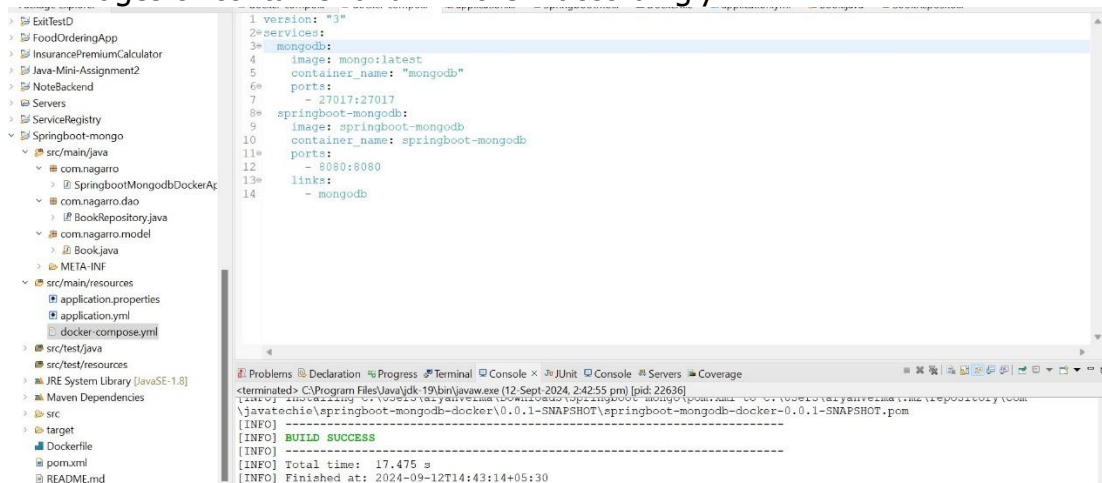 ExitTestD
FoodOrderingApp
InsurancePremiumCalculator
Java-Mini-Assignment2
NoteBackend
Servers
ServiceRegistry
Springboot-mongo
src/main/java
com.nagarro
SpringbootMongodbDockerAp
com.nagarro.dao
BookRepository.java
com.nagarro.model
Book.java
META-INF
src/main/resources
application.properties
application.yml
docker-compose.yml
src/test/java
src/test/resources
JRE System Library [JavaSE-1.8]
Maven Dependencies
src
target
Dockerfile
pom.xml
README.md
1 version: "3"
2 services:
3 mongodb:
4 image: mongo:latest
5 container_name: "mongodb"
6 ports:
7 - 27017:27017
8 springboot-mongodb:
9 image: springboot-mongodb
10 container_name: springboot-mongodb
11 ports:
12 - 8080:8080
13 links:
14 - mongodb
Problems Declaration Progress Terminal Console × JUnit Console Servers Coverage
<terminated> C:\Program Files\Java\jdk-19\bin\javaw.exe (12-Sept-2024, 2:42:55 pm) [pid: 22636]
\javatechie\springboot-mongodb-docker\0.0.1-SNAPSHOT\springboot-mongodb-docker-0.0.1-SNAPSHOT.pom
[INFO] ------------------------------------------------------------------------
[INFO] BUILD SUCCESS
[INFO] ------------------------------------------------------------------------
[INFO] Total time: 17.475 s
[INFO] Finished at: 2024-09-12T14:43:14+05:30